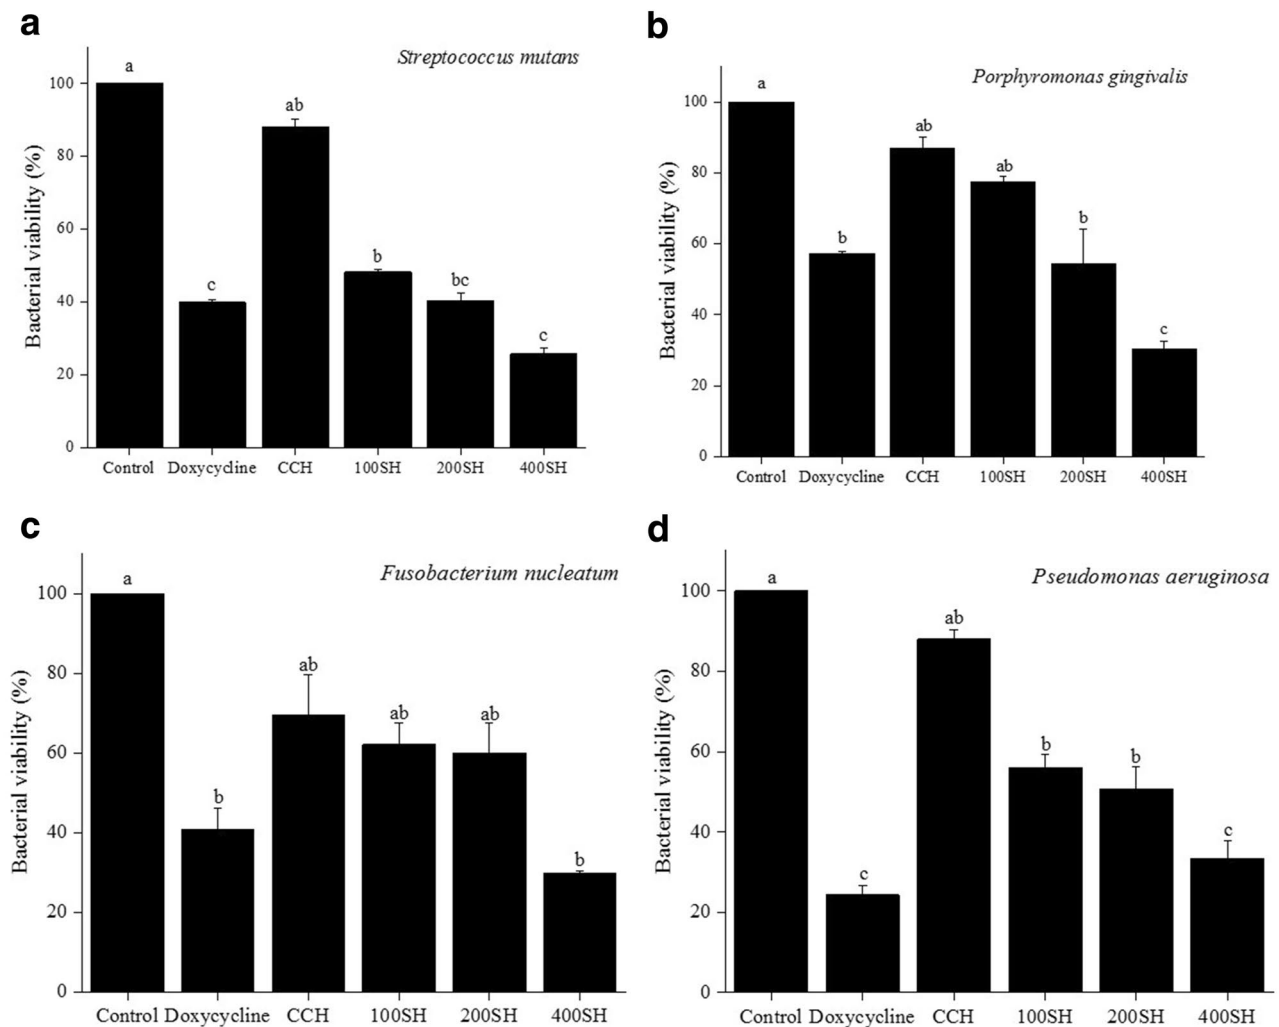 a
Streptococcus mutans
Bacterial viability (%)
100
80
60
40
20
0
a
c
ab
b
bc
c
Control Doxycycline CCH 100SH 200SH 400SH
b
Porphyromonas gingivalis
Bacterial viability (%)
100
80
60
40
20
0
a
b
ab
ab
b
c
Control Doxycycline CCH 100SH 200SH 400SH
c
Fusobacterium nucleatum
Bacterial viability (%)
100
80
60
40
20
0
a
b
ab
ab
ab
b
Control Doxycycline CCH 100SH 200SH 400SH
d
Pseudomonas aeruginosa
Bacterial viability (%)
100
80
60
40
20
0
a
c
ab
b
b
c
Control Doxycycline CCH 100SH 200SH 400SH